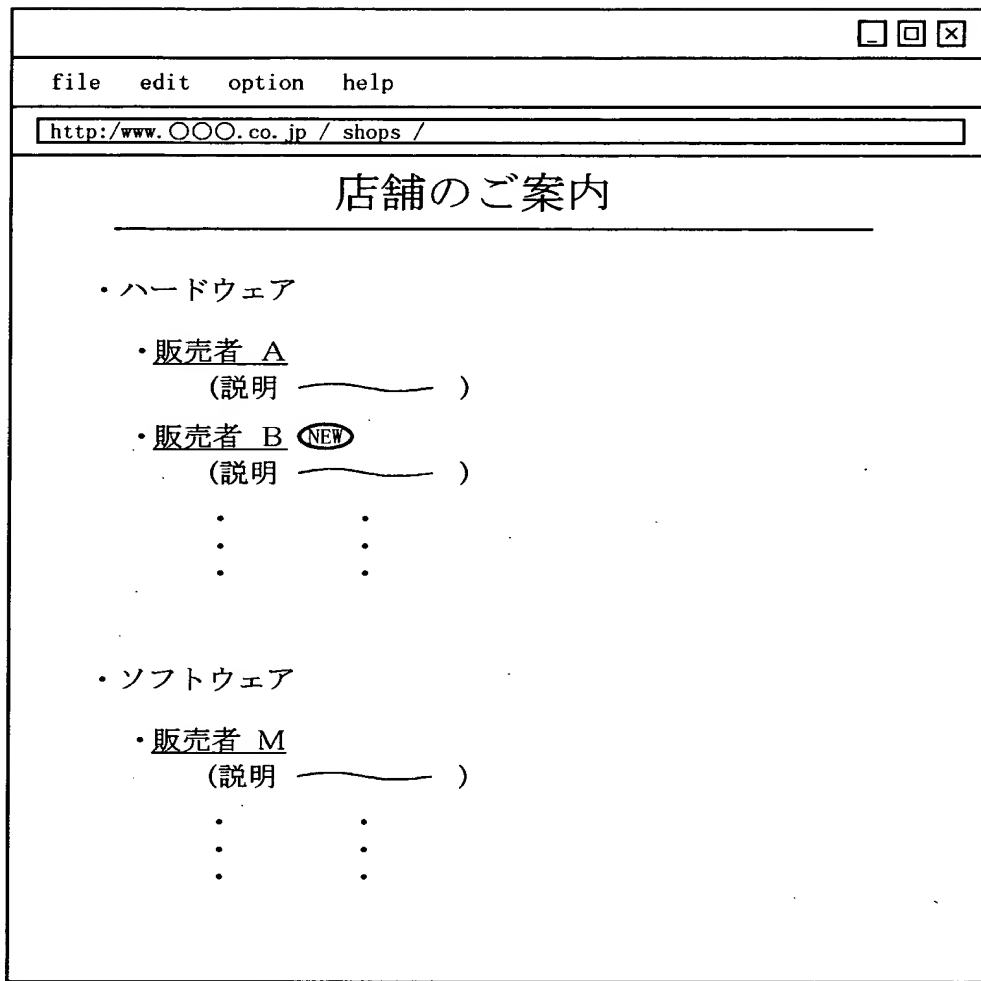 file edit option help
http:/www.○○○.co.jp / shops /
店舗のご案内
・ハードウェア
・販売者 A
(説明 )
・販売者 B NEW
(説明 )
・ソフトウェア
・販売者 M
(説明 )